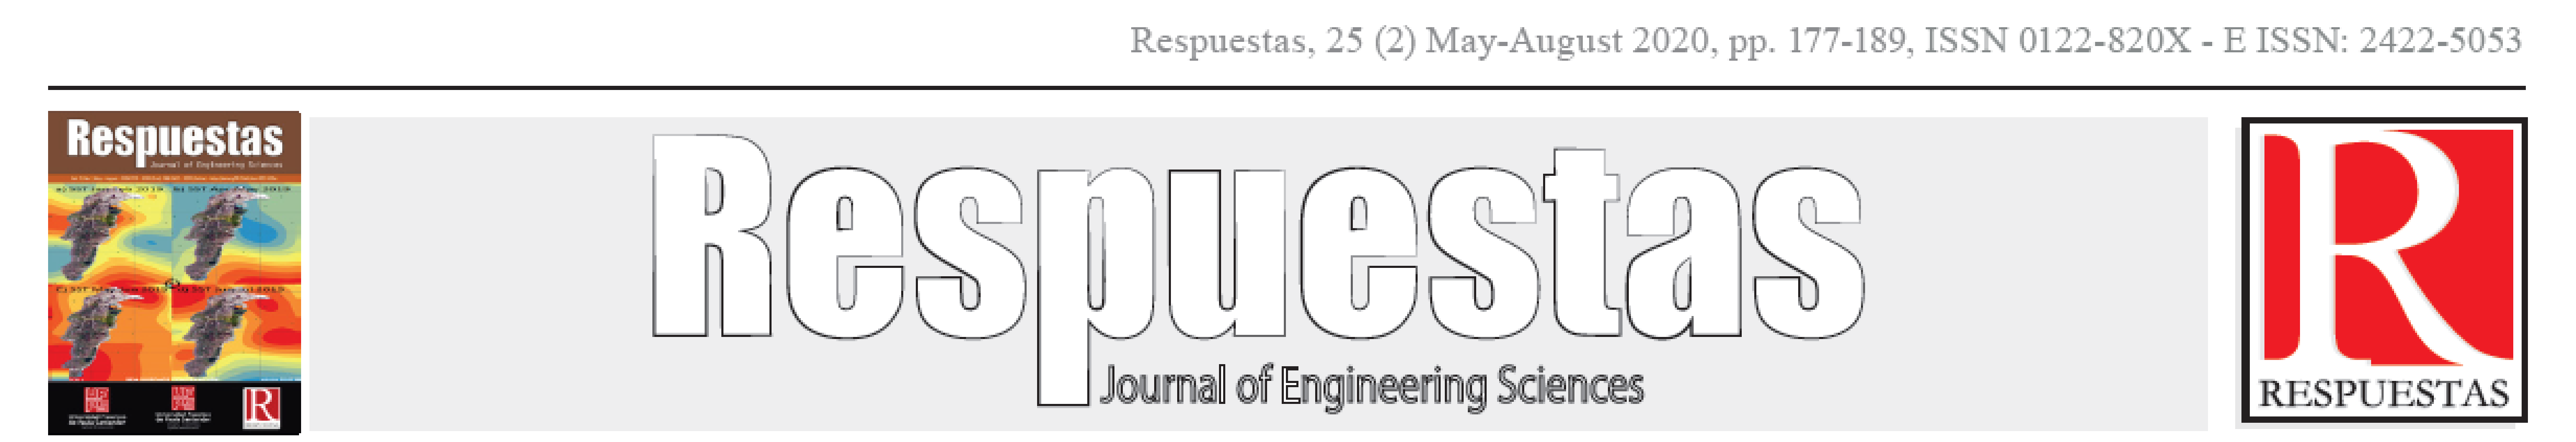 Respuestas, 25 (2) May-August 2020, pp. 177-189, ISSN 0122-820X - E ISSN: 2422-5053
Respuestas
Journal of Engineering Sciences
Respuestas
Journal of Engineering Sciences
R
RESPUESTAS
R